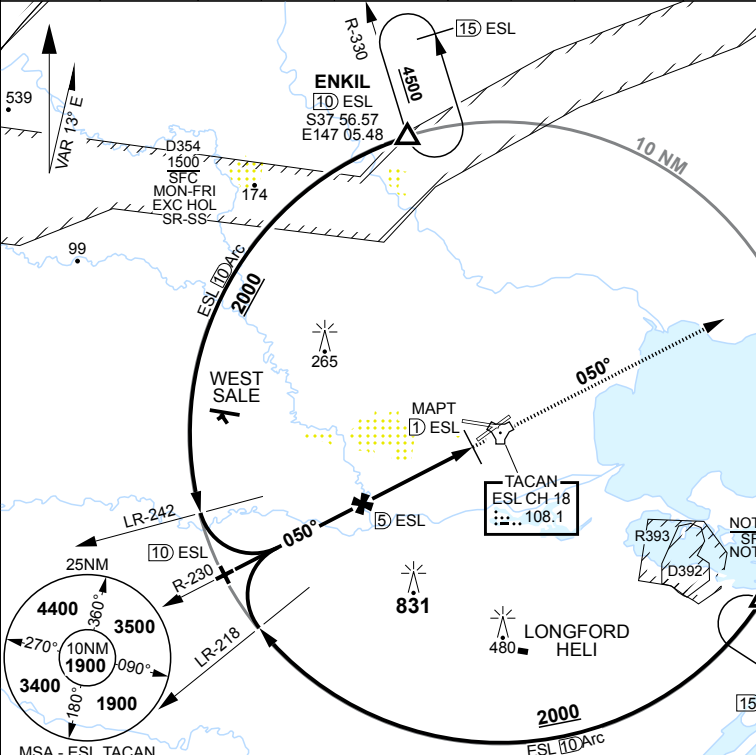 R-330
[15] ESL
4500
ENKIL
[10] ESL
S37 56.57
E147 05.48
539
VAR 13° E
D354
1500
SFC
MON-FRI
EXC HOL
SR-SS
174
10 NM
99
ESL [10] Arc
2000
265
WEST
SALE
MAPT
[1] ESL
050°
TACAN
ESL CH 18
108.1
LR-242
050°
[5] ESL
[10] ESL
R-230
R393
D392
NOT
SF
NOT
25NM
4400
360°
3500
270°
10NM
1900
090°
3400
180°
1900
MSA - ESL TACAN
LR-218
831
480
LONGFORD
HELI
2000
ESL [10] Arc
15